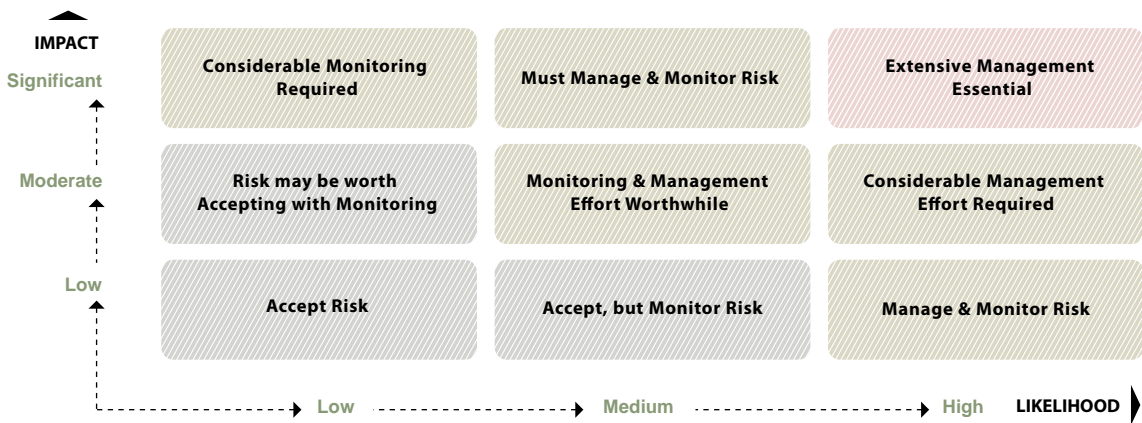 IMPACT
Significant
Considerable Monitoring
Required
Must Manage & Monitor Risk
Extensive Management
Essential
Moderate
Risk may be worth
Accepting with Monitoring
Monitoring & Management
Effort Worthwhile
Considerable Management
Effort Required
Low
Accept Risk
Accept, but Monitor Risk
Manage & Monitor Risk
Low
Medium
High
LIKELIHOOD